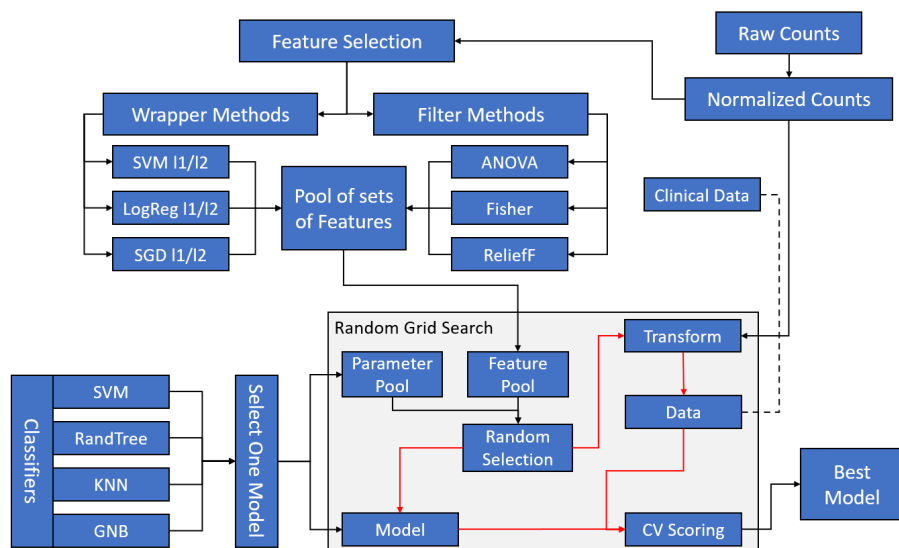 Raw Counts
Feature Selection
Normalized Counts
Wrapper Methods
Filter Methods
SVM l1/l2
LogReg l1/l2
SGD l1/l2
Pool of sets
of Features
ANOVA
Fisher
ReliefF
Clinical Data
Random Grid Search
Transform
Parameter
Pool
Feature
Pool
Data
Random
Selection
Model
CV Scoring
Best
Model
Classifiers
SVM
RandTree
KNN
GNB
Select One Model